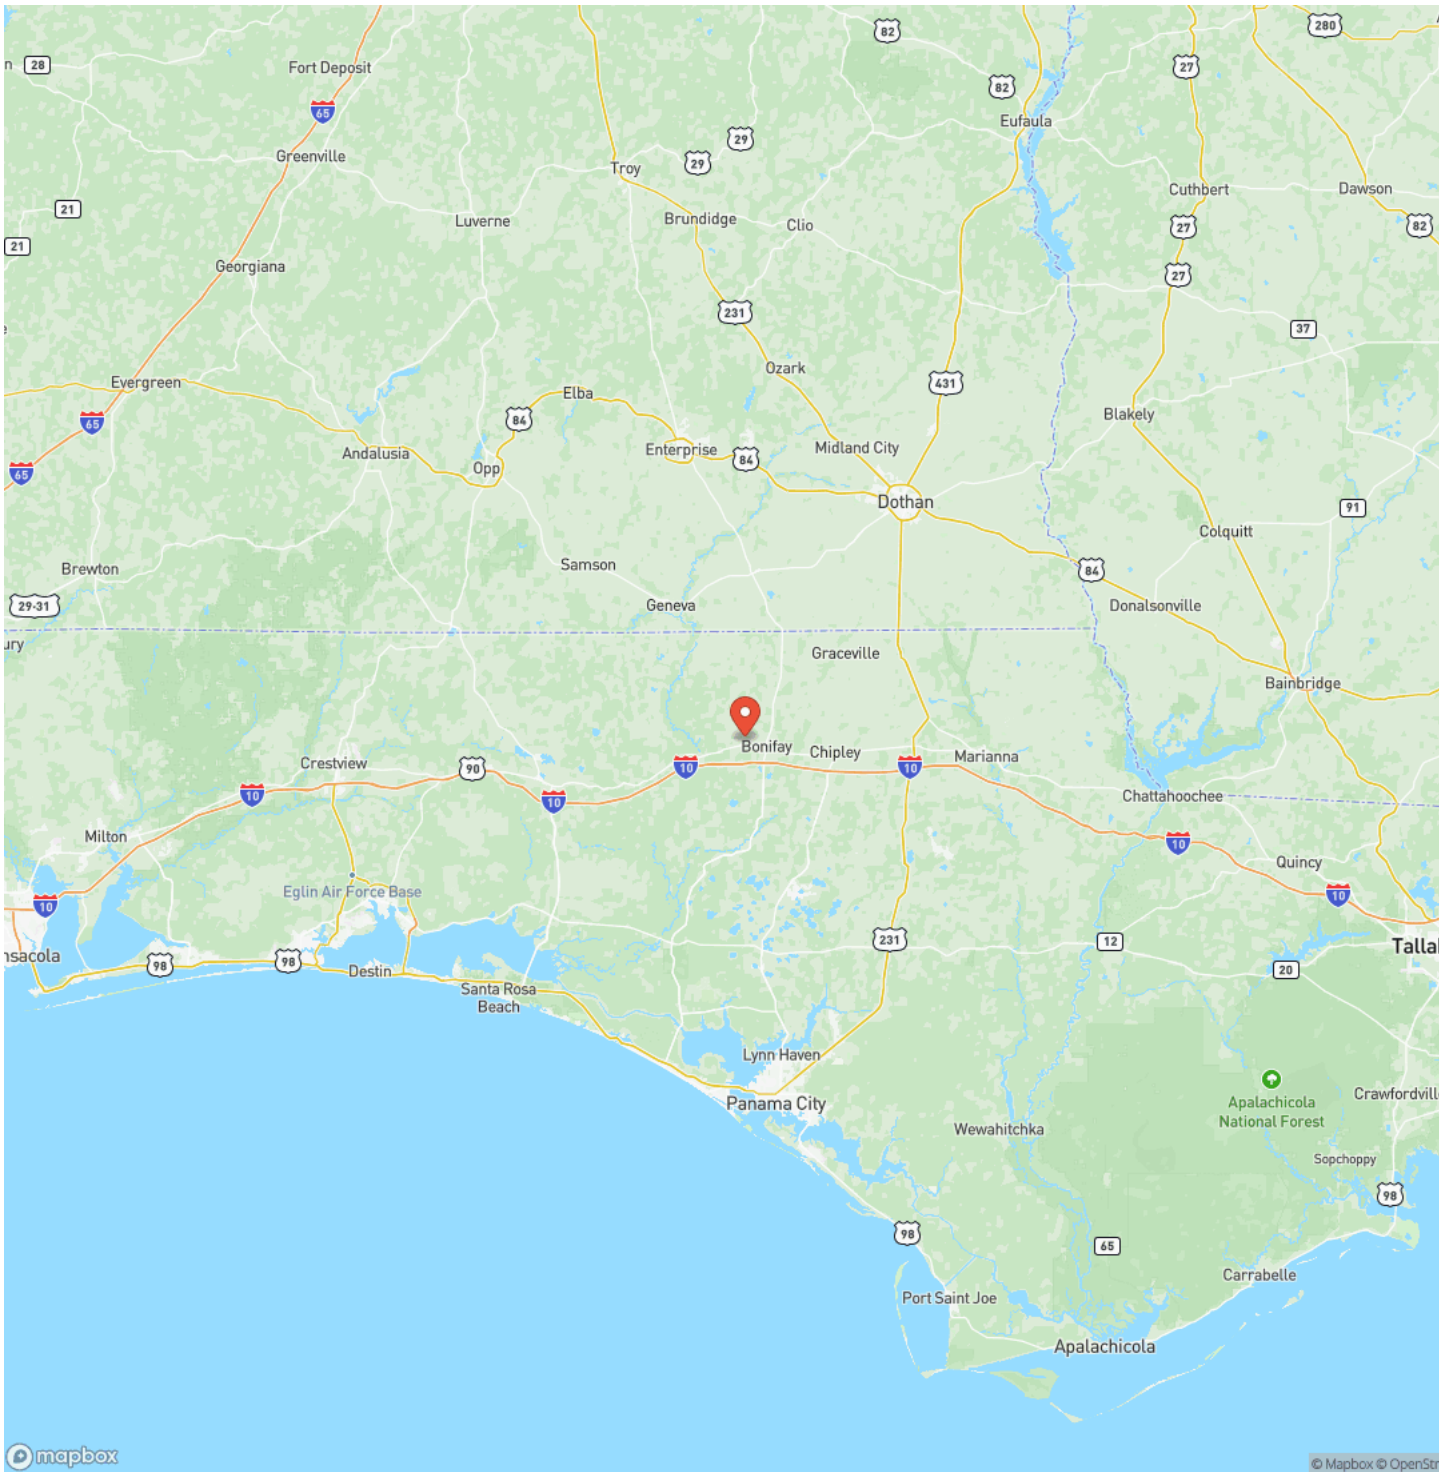 82
280
n
28
Fort Deposit
27
82
65
Eufaula
29
Greenville
29
Troy
Cuthbert
Dawson
21
Luverne
Brundidge
Clio
27
82
21
Georgiana
27
231
37
Ozark
Evergreen
Elba
431
84
65
Blakely
Andalusia
Enterprise
84
Midland City
65
Opp
Dothan
91
Colquitt
Brewton
Samson
84
29-31
Geneva
Donalsonville
ury
Graceville
Bainbridge
Bonifay
Chipley
Marianna
Crestview
90
10
10
10
10
Chattahoochee
Milton
10
Quincy
Eglin Air Force Base
10
10
231
12
Tallal
nsacola
98
98
Destin
20
Santa Rosa
Beach
Lynn Haven
Panama City
Apalachicola
National Forest
Crawfordvill
Wewahitchka
Sopchoppy
98
98
65
Carrabelle
Port Saint Joe
Apalachicola
mapbox
© Mapbox © OpenStr